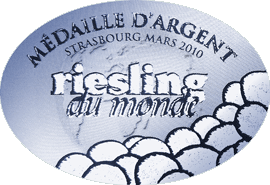 MÉDAILLE D'ARGENT
STRASBOURG MARS 2010
riesling
du monde